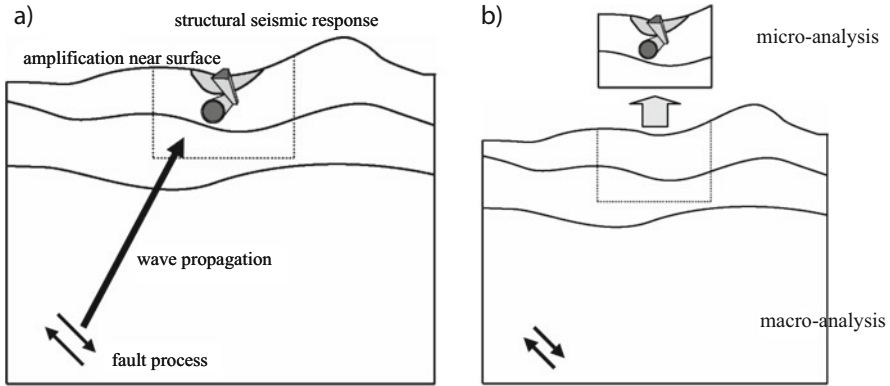 a)
structural seismic response
amplification near surface
wave propagation
fault process
b)
micro-analysis
macro-analysis